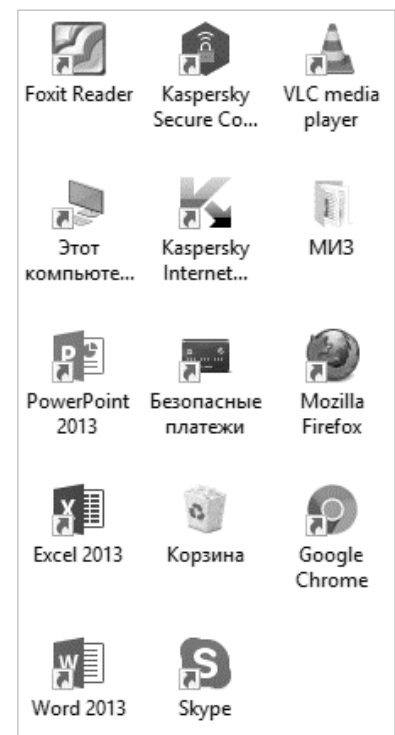 Foxit Reader
Kaspersky
Secure Co...
VLC media
player
Этот
компьюте...
Kaspersky
Internet...
МИЗ
PowerPoint
2013
Безопасные
платежи
Mozilla
Firefox
Excel 2013
Корзина
Google
Chrome
Word 2013
Skype